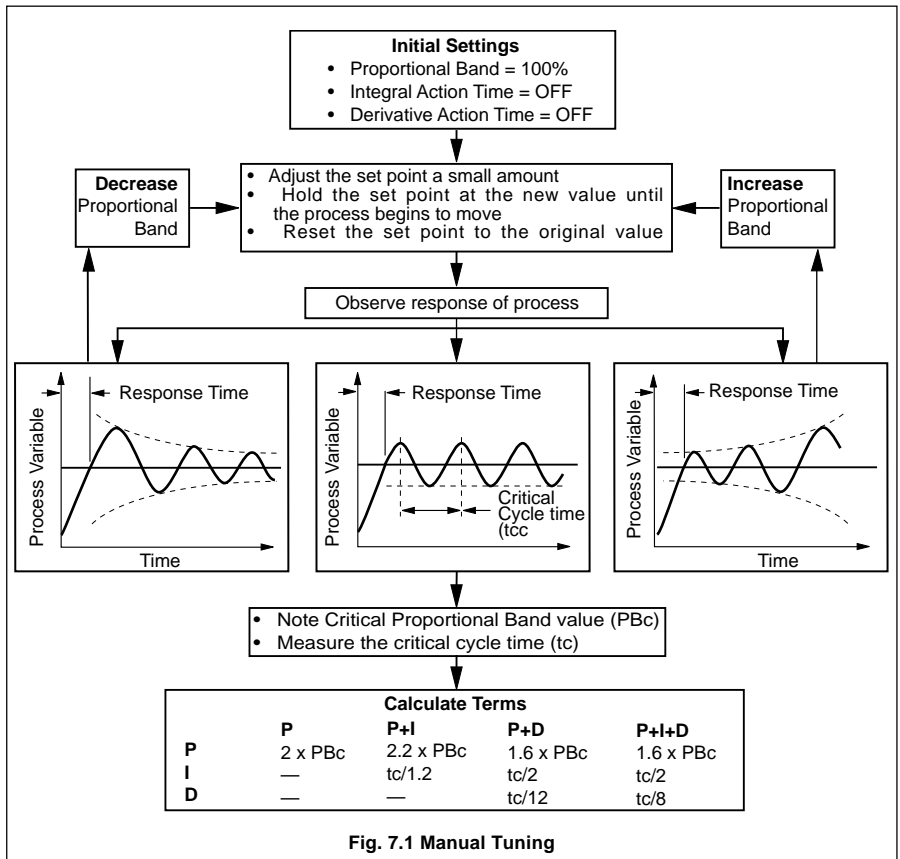 Initial Settings
• Proportional Band = 100%
• Integral Action Time = OFF
• Derivative Action Time = OFF
Decrease
Proportional
Band
• Adjust the set point a small amount
• Hold the set point at the new value until
the process begins to move
• Reset the set point to the original value
Increase
Proportional
Band
Observe response of process
Response Time
Process Variable
Time
Response Time
Process Variable
Critical
Cycle time
(tcc
Time
Response Time
Process Variable
Time
• Note Critical Proportional Band value (PBc)
• Measure the critical cycle time (tc)
Calculate Terms
P P+I P+D P+I+D
P 2 x PBc 2.2 x PBc 1.6 x PBc 1.6 x PBc
I — tc/1.2 tc/2 tc/2
D — — tc/12 tc/8
Fig. 7.1 Manual Tuning